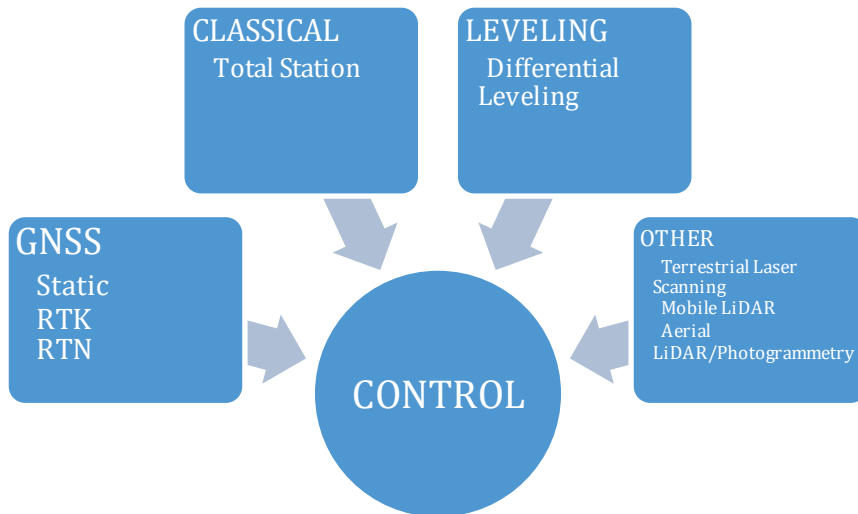 CLASSICAL
Total Station
LEVELING
Differential
Leveling
GNSS
Static
RTK
RTN
OTHER
Terrestrial Laser
Scanning
Mobile LiDAR
Aerial
LiDAR/Photogrammetry
CONTROL